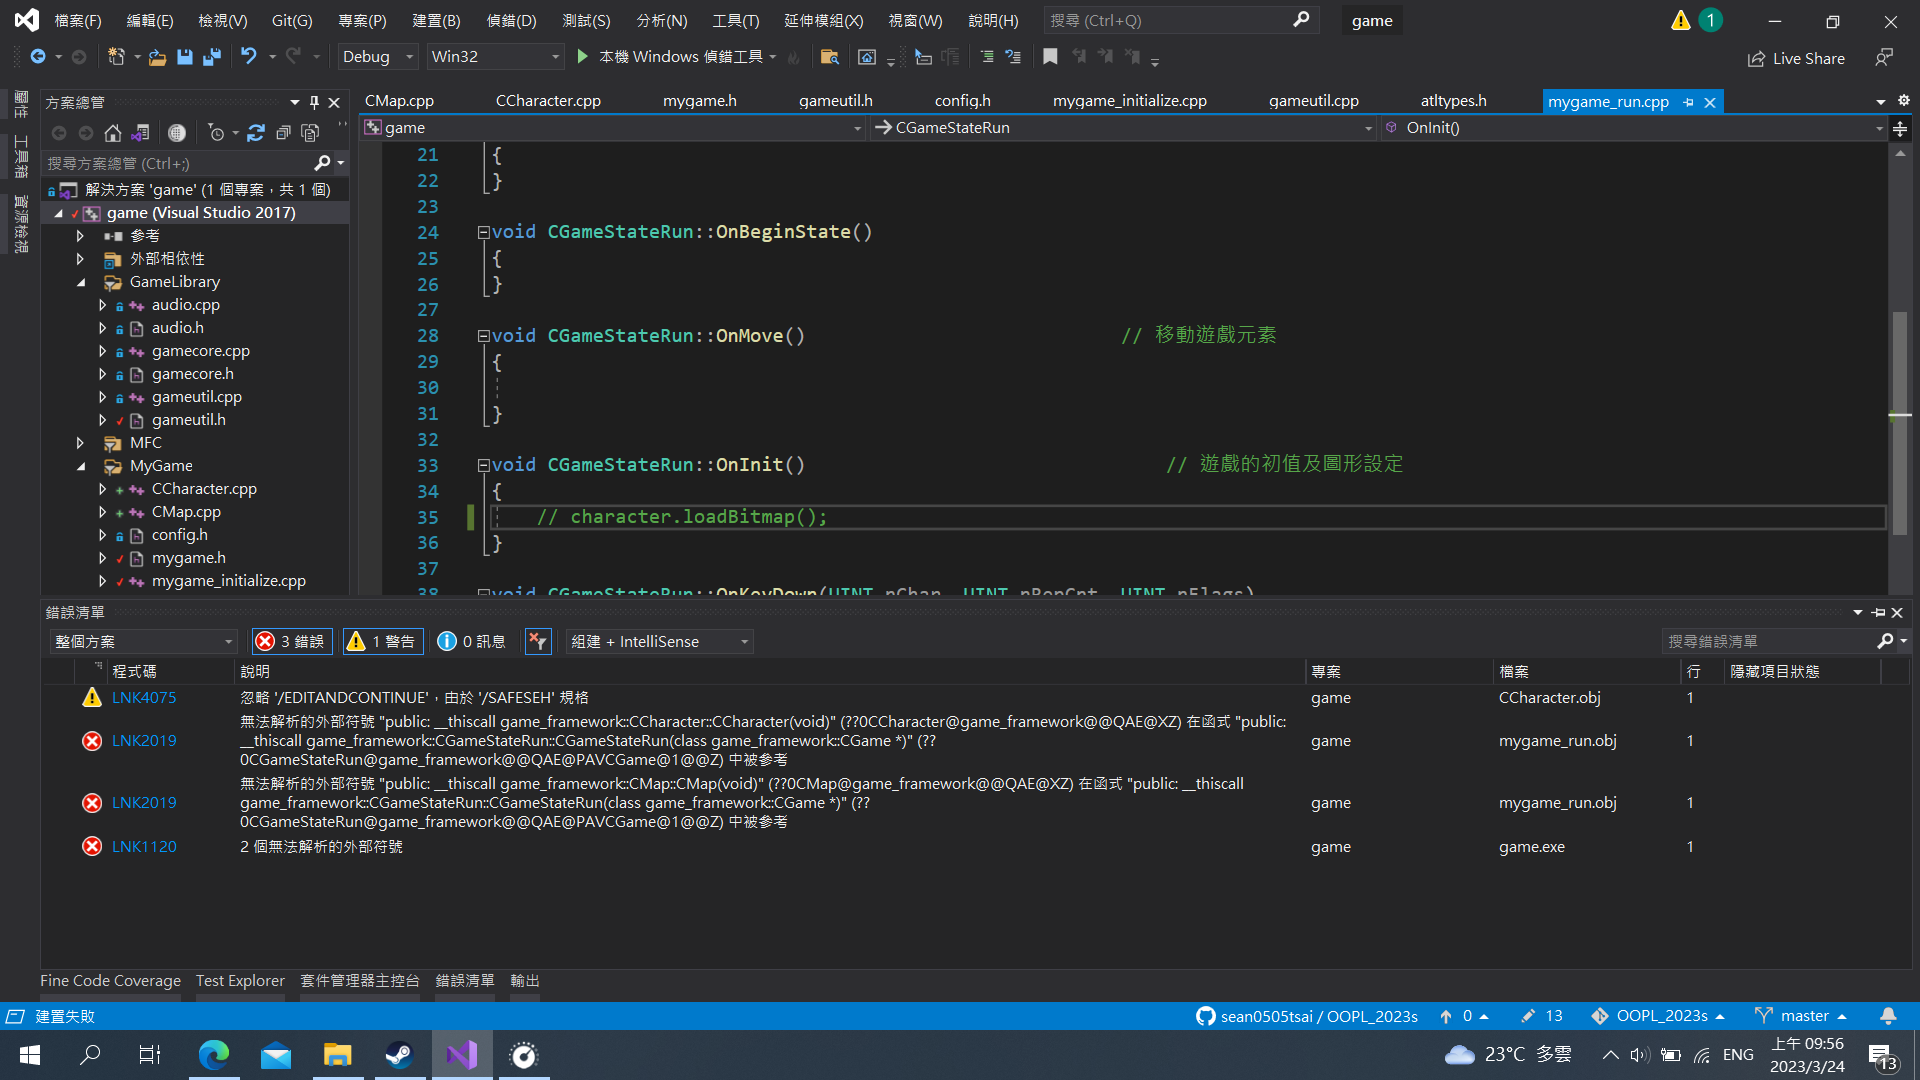 檔案(F) 編輯(E) 檢視(V) Git(G) 專案(P) 建置(B) 偵錯(D) 測試(S) 分析(N) 工具(T) 延伸模組(X) 視窗(W) 說明(H) 搜尋 (Ctrl+Q) game 1
Debug Win32 本機 Windows 偵錯工具 Live Share
屬性
工具箱
資源檢視
方案總管
搜尋方案總管 (Ctrl+;)
解決方案 'game' (1 個專案，共 1 個)
game (Visual Studio 2017)
參考
外部相依性
GameLibrary
audio.cpp
audio.h
gamecore.cpp
gamecore.h
gameutil.cpp
gameutil.h
MFC
MyGame
CCharacter.cpp
CMap.cpp
config.h
mygame.h
mygame_initialize.cpp
CMap.cpp CCharacter.cpp mygame.h gameutil.h config.h mygame_initialize.cpp gameutil.cpp atltypes.h mygame_run.cpp
game CGameStateRun OnInit()
21 {
22 }
23
24 void CGameStateRun::OnBeginState()
25 {
26 }
27
28 void CGameStateRun::OnMove() // 移動遊戲元素
29 {
30
31 }
32
33 void CGameStateRun::OnInit() // 遊戲的初值及圖形設定
34 {
35 // character.loadBitmap();
36 }
37
38 void CGameStateRun::OnKeyDown(UINT nChar, UINT nRepCnt, UINT nFlags)
錯誤清單
整個方案 3 錯誤 1 警告 0 訊息 組建 + IntelliSense 搜尋錯誤清單
程式碼 說明 專案 檔案 行 隱藏項目狀態
LNK4075 忽略 '/EDITANDCONTINUE'，由於 '/SAFESEH' 規格 game CCharacter.obj 1
無法解析的外部符號 "public: __thiscall game_framework::CCharacter::CCharacter(void)" (??0CCharacter@game_framework@@QAE@XZ) 在函式 "public:
LNK2019 __thiscall game_framework::CGameStateRun::CGameStateRun(class game_framework::CGame *)" (?? game mygame_run.obj 1
0CGameStateRun@game_framework@@QAE@PAVCGame@1@@Z) 中被參考
無法解析的外部符號 "public: __thiscall game_framework::CMap::CMap(void)" (??0CMap@game_framework@@QAE@XZ) 在函式 "public: __thiscall
LNK2019 game_framework::CGameStateRun::CGameStateRun(class game_framework::CGame *)" (?? game mygame_run.obj 1
0CGameStateRun@game_framework@@QAE@PAVCGame@1@@Z) 中被參考
LNK1120 2 個無法解析的外部符號 game game.exe 1
Fine Code Coverage Test Explorer 套件管理器主控台 錯誤清單 輸出
建置失敗 sean0505tsai / OOPL_2023s 0 13 OOPL_2023s master
23°C 多雲 ENG 上午 09:56
2023/3/24 13